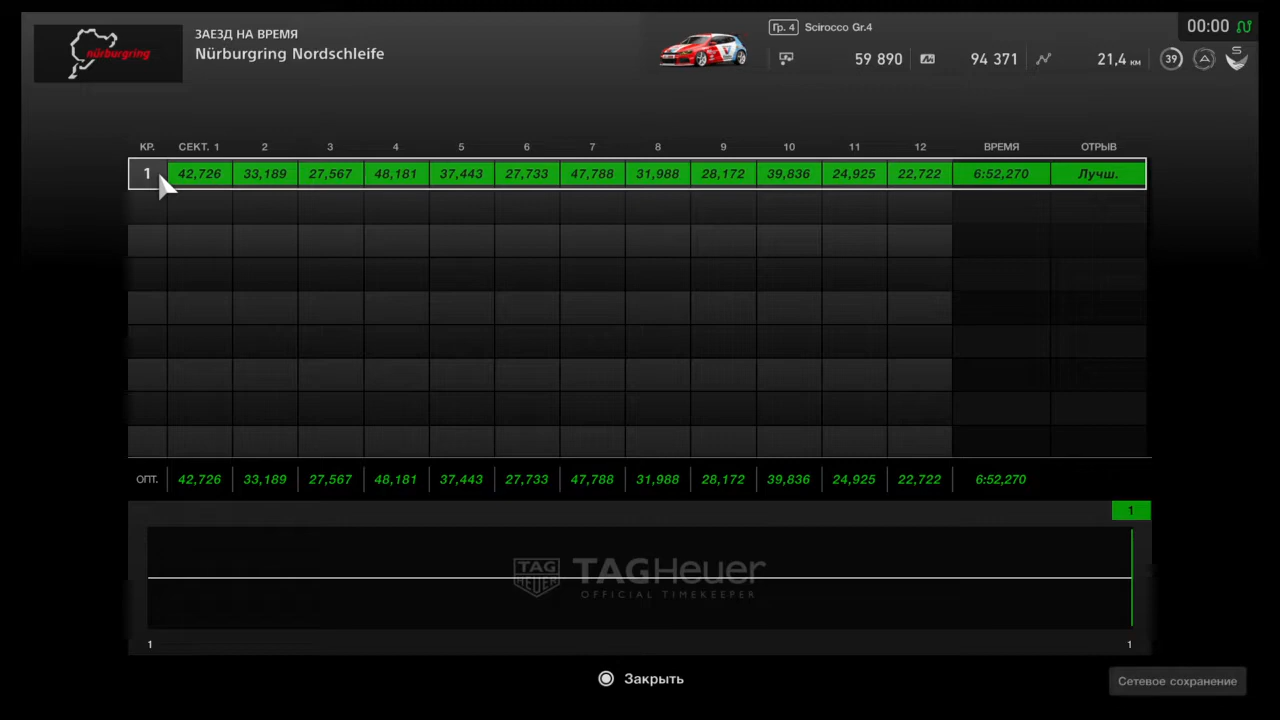 nürburgring
ЗАЕЗД НА ВРЕМЯ
Nürburgring Nordschleife
Гр. 4 Scirocco Gr.4
59 890 94 371 21,4 км 39 S
00:00
КР. СЕКТ. 1 2 3 4 5 6 7 8 9 10 11 12 ВРЕМЯ ОТРЫВ
1 42,726 33,189 27,567 48,181 37,443 27,733 47,788 31,988 28,172 39,836 24,925 22,722 6:52,270 Лучш.
ОПТ. 42,726 33,189 27,567 48,181 37,443 27,733 47,788 31,988 28,172 39,836 24,925 22,722 6:52,270
1
TAG HEUER TAGHeuer
OFFICIAL TIMEKEEPER
1 1
Закрыть
Сетевое сохранение